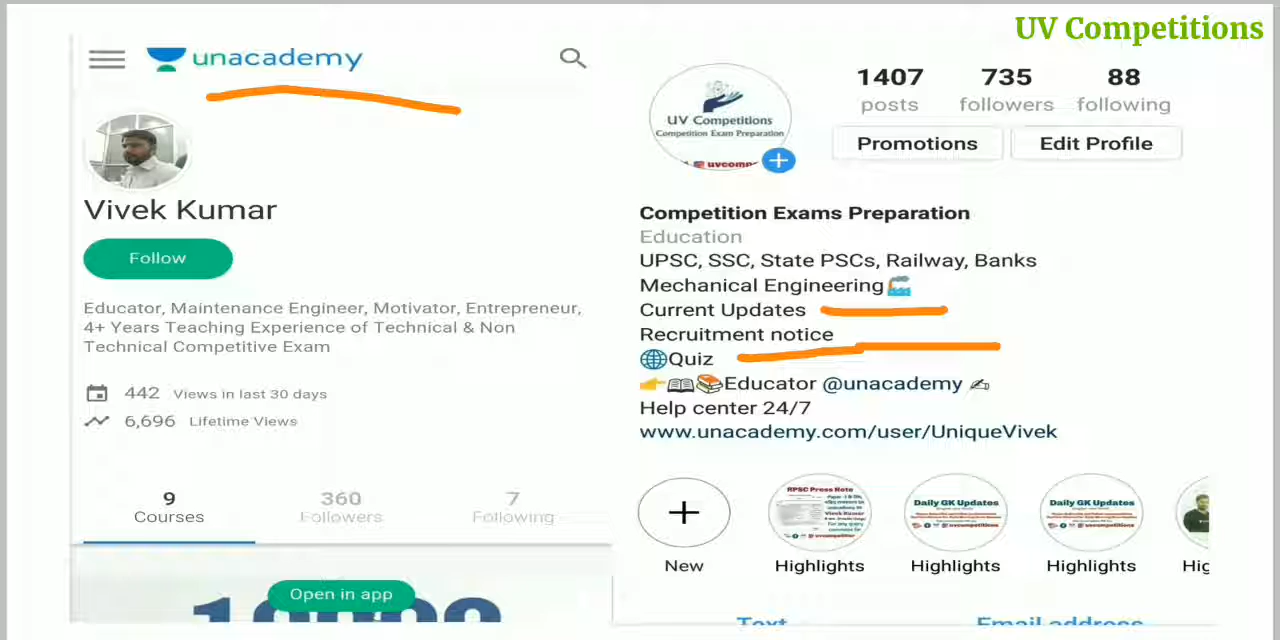 UV Competitions
unacademy
Vivek Kumar
Follow
Educator, Maintenance Engineer, Motivator, Entrepreneur,
4+ Years Teaching Experience of Technical & Non
Technical Competitive Exam
442 Views in last 30 days
6,696 Lifetime Views
9
Courses
360
Followers
7
Following
Open in app
UV Competitions
Competition Exam Preparation
1407
posts
735
followers
88
following
Promotions
Edit Profile
Competition Exams Preparation
Education
UPSC, SSC, State PSCs, Railway, Banks
Mechanical Engineering🏭
Current Updates
Recruitment notice
🌐Quiz
👉📖📚Educator @unacademy ✍
Help center 24/7
www.unacademy.com/user/UniqueVivek
RPSC Press Note
Vivek Kumar
Daily GK Updates
Daily GK Updates
New
Highlights
Highlights
Highlights
Hig
Text
Email address